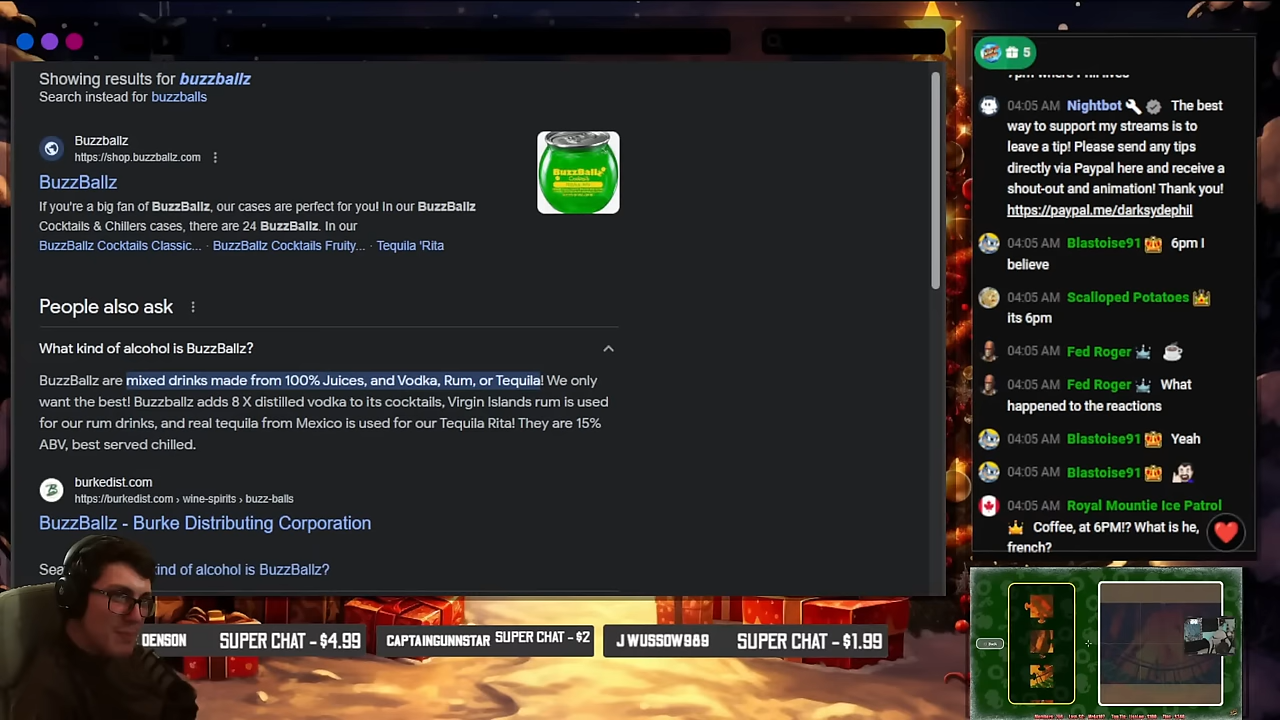 Showing results for buzzballz
Search instead for buzzballs
Buzzballz
https://shop.buzzballz.com
BuzzBallz
If you're a big fan of BuzzBallz, our cases are perfect for you! In our BuzzBallz
Cocktails & Chillers cases, there are 24 BuzzBallz. In our
BuzzBallz Cocktails Classic... · BuzzBallz Cocktails Fruity... · Tequila 'Rita
BuzzBallz
Cocktails
People also ask
What kind of alcohol is BuzzBallz?
BuzzBallz are mixed drinks made from 100% Juices, and Vodka, Rum, or Tequila! We only
want the best! Buzzballz adds 8 X distilled vodka to its cocktails, Virgin Islands rum is used
for our rum drinks, and real tequila from Mexico is used for our Tequila Rita! They are 15%
ABV, best served chilled.
burkedist.com
https://burkedist.com › wine-spirits › buzz-balls
BuzzBallz - Burke Distributing Corporation
Sea ind of alcohol is BuzzBallz?
DENSON SUPER CHAT - $4.99 CAPTAINGUNNSTAR SUPER CHAT - $2 J WUSSOW989 SUPER CHAT - $1.99
5
04:05 AM Nightbot The best
way to support my streams is to
leave a tip! Please send any tips
directly via Paypal here and receive a
shout-out and animation! Thank you!
https://paypal.me/darksydephil
04:05 AM Blastoise91 6pm I
believe
04:05 AM Scalloped Potatoes
its 6pm
04:05 AM Fed Roger
04:05 AM Fed Roger What
happened to the reactions
04:05 AM Blastoise91 Yeah
04:05 AM Blastoise91
04:05 AM Royal Mountie Ice Patrol
Coffee, at 6PM!? What is he,
french?